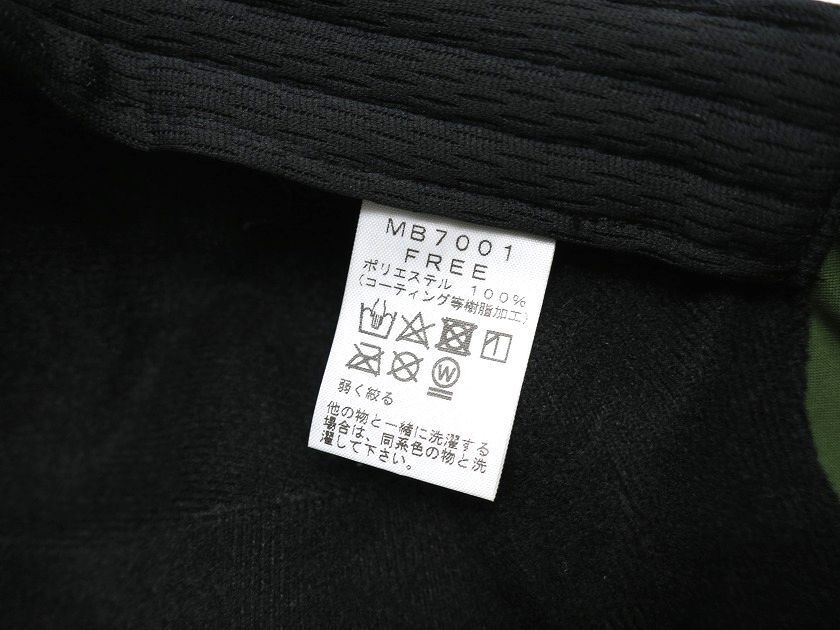 MB7001
FREE
ポリエステル 100%
(コーティング等樹脂加工)
W
弱く絞る
他の物と一緒に洗濯する
場合は、同系色の物と洗
濯して下さい。